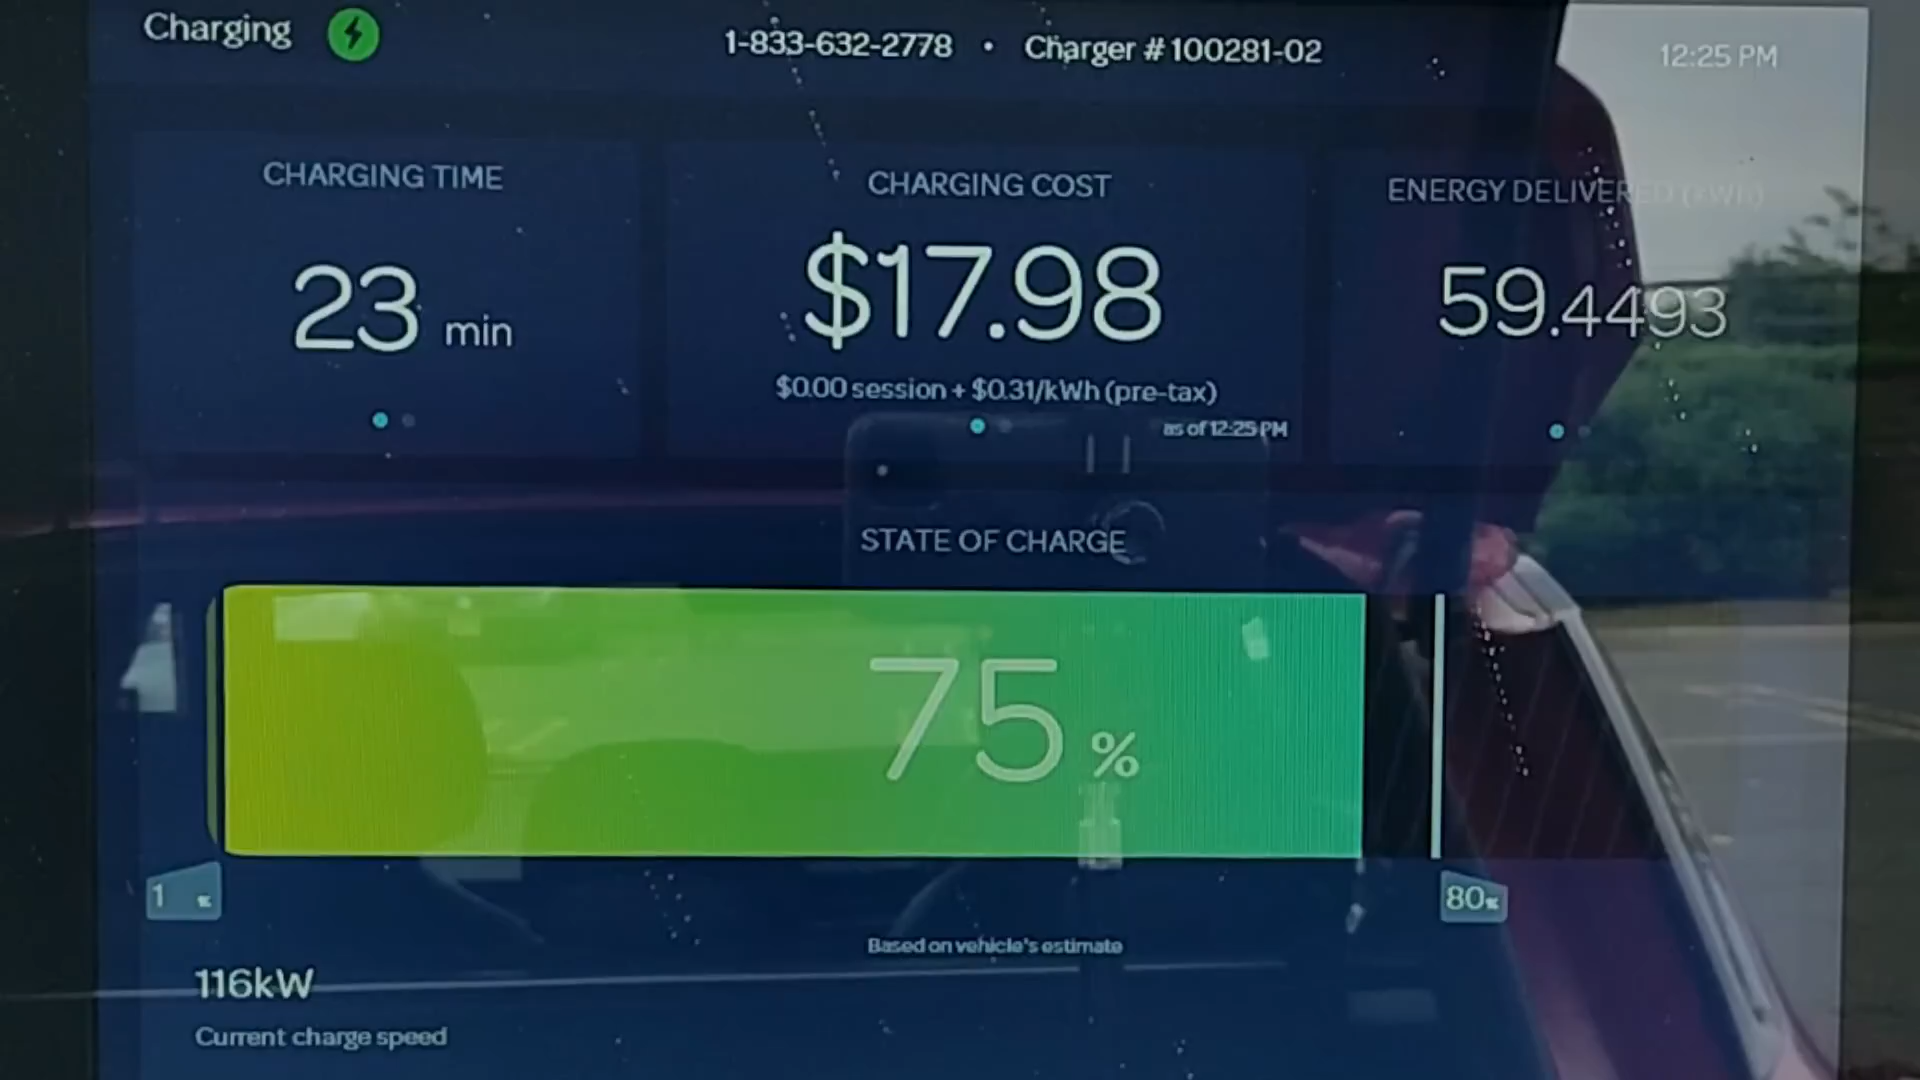 Charging
1-833-632-2778 • Charger # 100281-02
12:25 PM
CHARGING TIME
23 min
CHARGING COST
$17.98
$0.00 session + $0.31/kWh (pre-tax)
as of 12:25 PM
ENERGY DELIVERED (kWh)
59.4493
STATE OF CHARGE
75 %
1 %
80%
Based on vehicle's estimate
116kW
Current charge speed